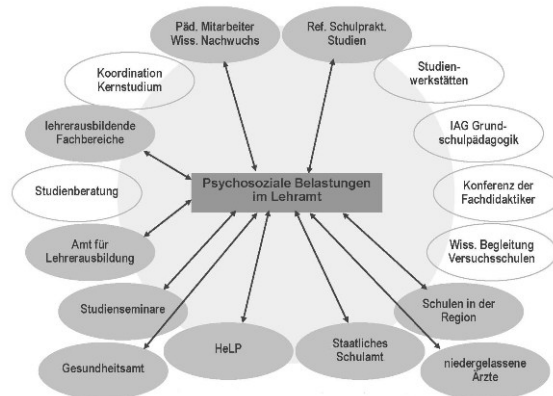 Päd. Mitarbeiter
Wiss. Nachwuchs
Ref. Schulprakt.
Studien
Koordination
Kernstudium
Studien-
werkstätten
lehrerausbildende
Fachbereiche
IAG Grund-
schulpädagogik
Psychosoziale Belastungen
im Lehramt
Studienberatung
Konferenz der
Fachdidaktiker
Amt für
Lehrerausbildung
Wiss. Begleitung
Versuchsschulen
Studienseminare
Schulen in der
Region
HeLP
Staatliches
Schulamt
Gesundheitsamt
niedergelassene
Ärzte